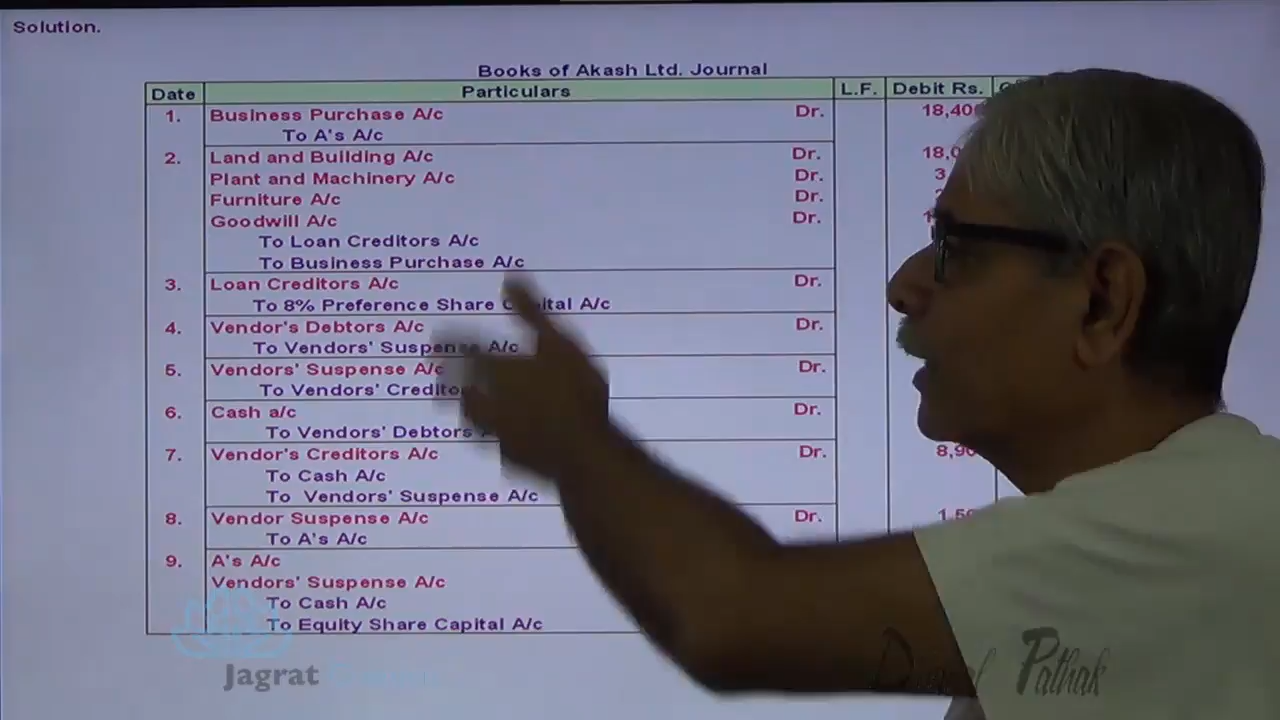 Solution.
Books of Akash Ltd. Journal
Date Particulars L.F. Debit Rs.
1. Business Purchase A/c Dr.
To A's A/c
2. Land and Building A/c Dr.
Plant and Machinery A/c Dr.
Furniture A/c Dr.
Goodwill A/c Dr.
To Loan Creditors A/c
To Business Purchase A/c
3. Loan Creditors A/c Dr.
To 8% Preference Share A/c
4. Vendor's Debtors A/c Dr.
To Vendors' Suspense A/c
5. Vendors' Suspense A/c Dr.
To Vendors'
6. Cash a/c Dr.
To Vendors' Debtors
7. Vendor's Creditors A/c Dr.
To Cash A/c
To Vendors' Suspense A/c
8. Vendor Suspense A/c Dr.
To A's A/c
9. A's A/c
Vendors' Suspense A/c
To Cash A/c
To Equity Share Capital A/c
Jagrat
Pathak